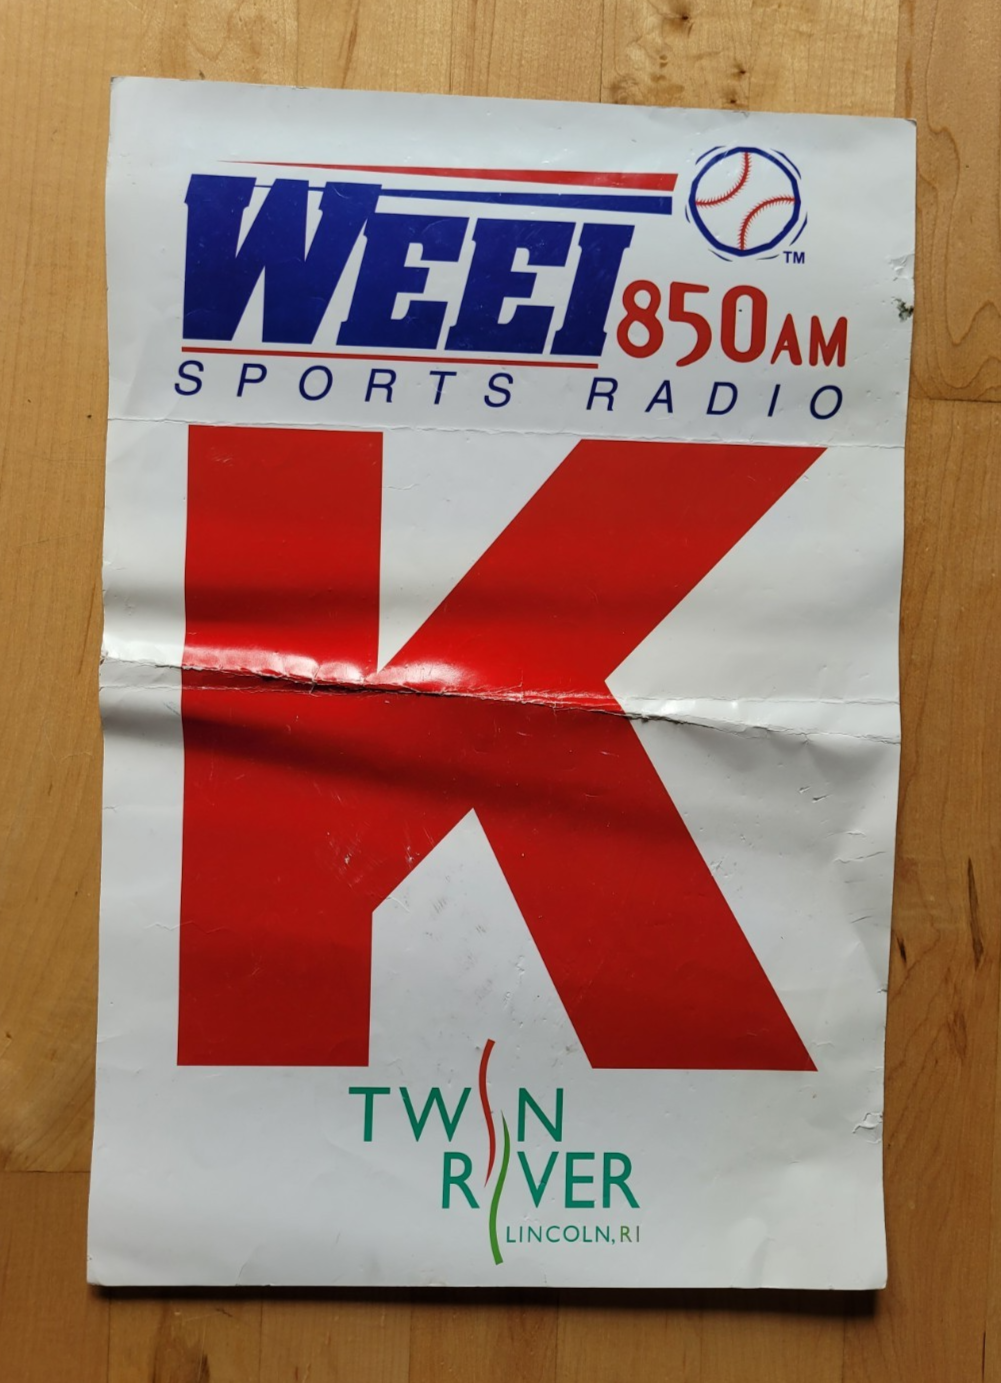 WEEI 850AM
TM
SPORTS RADIO
K
TWIN
RIVER
LINCOLN, RI